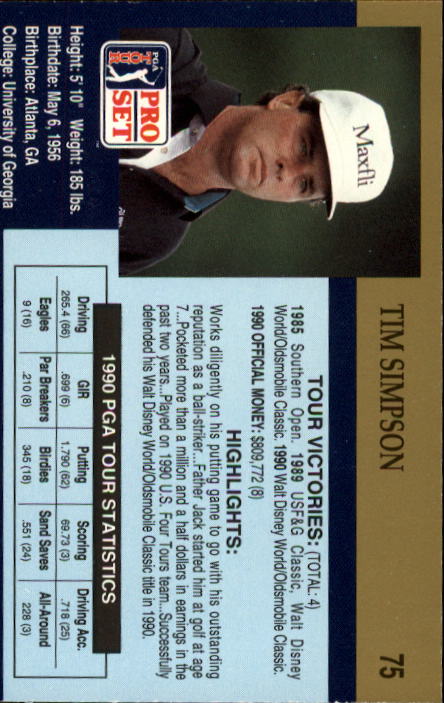 TIM SIMPSON 75
Maxfli
PGA
TOUR
PRO
SET
Height: 5' 10" Weight: 185 lbs.
Birthdate: May 6, 1956
Birthplace: Atlanta, GA
College: University of Georgia
TOUR VICTORIES: (TOTAL: 4)
1985 Southern Open. 1989 USF&G Classic, Walt Disney
World/Oldsmobile Classic. 1990 Walt Disney World/Oldsmobile Classic.
1990 OFFICIAL MONEY: $809,772 (8)
HIGHLIGHTS:
Works diligently on his putting game to go with his outstanding
reputation as a ball-striker...Father Jack started him at golf at age
7...Pocketed more than a million and a half dollars in earnings in the
past two years...Played on 1990 U.S. Four Tours team...Successfully
defended his Walt Disney World/Oldsmobile Classic title in 1990.
1990 PGA TOUR STATISTICS
Driving GIR Putting Scoring Driving Acc.
265.4 (66) .699 (6) 1.790 (62) 69.73 (3) .718 (25)
Eagles Par Breakers Birdies Sand Saves All-Around
9 (16) .210 (8) 345 (18) .551 (24) 228 (3)